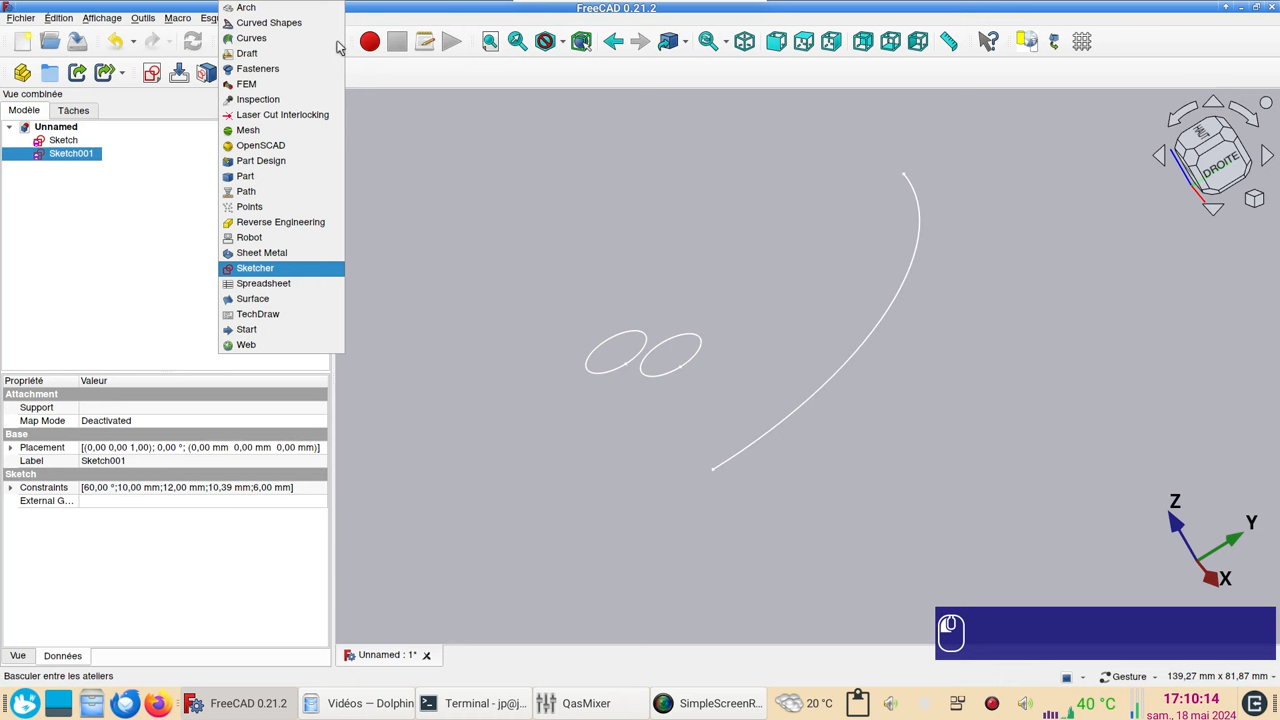 FreeCAD 0.21.2
Fichier Édition Affichage Outils Macro
Arch
Curved Shapes
Curves
Draft
Fasteners
FEM
Inspection
Laser Cut Interlocking
Mesh
OpenSCAD
Part Design
Part
Path
Points
Reverse Engineering
Robot
Sheet Metal
Sketcher
Spreadsheet
Surface
TechDraw
Start
Web
Vue combinée
Modèle Tâches
Unnamed
Sketch
Sketch001
Propriété Valeur
Attachment
Support
Map Mode Deactivated
Base
Placement [(0,00 0,00 1,00); 0,00 °; (0,00 mm 0,00 mm 0,00 mm)]
Label Sketch001
Sketch
Constraints [60,00 °;10,00 mm;12,00 mm;10,39 mm;6,00 mm]
External G...
Vue Données
DROITE
Z
Y
X
Unnamed : 1*
Basculer entre les ateliers
Gesture 139,27 mm x 81,87 mm
FreeCAD 0.21.2
Vidéos — Dolphin
Terminal - jp@j...
QasMixer
SimpleScreenR...
20 °C
40 °C
17:10:14
sam., 18 mai 2024